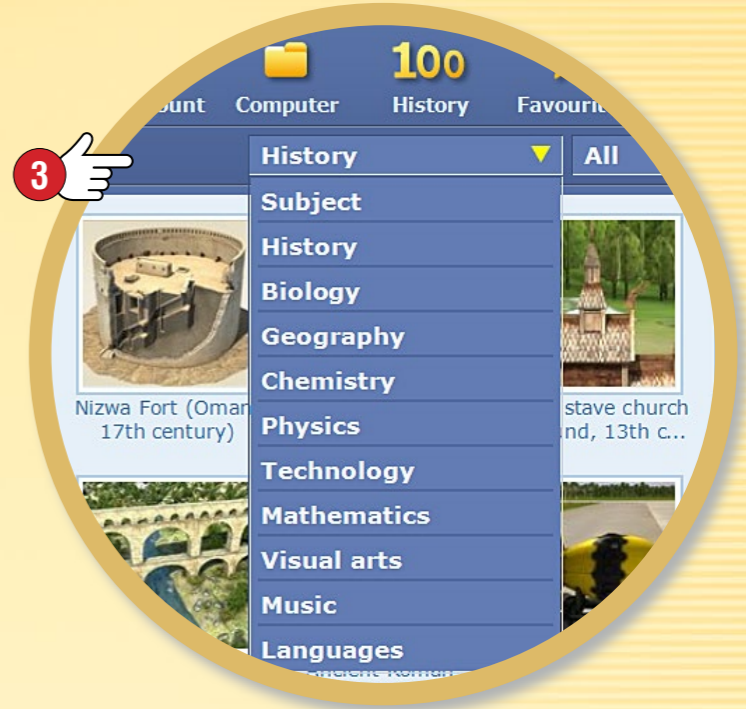 100
Computer
History
3
History
All
Subject
History
Biology
Geography
Chemistry
Physics
Technology
Mathematics
Visual arts
Music
Languages
Nizwa Fort (Oman
17th century)
stave church
13th c...